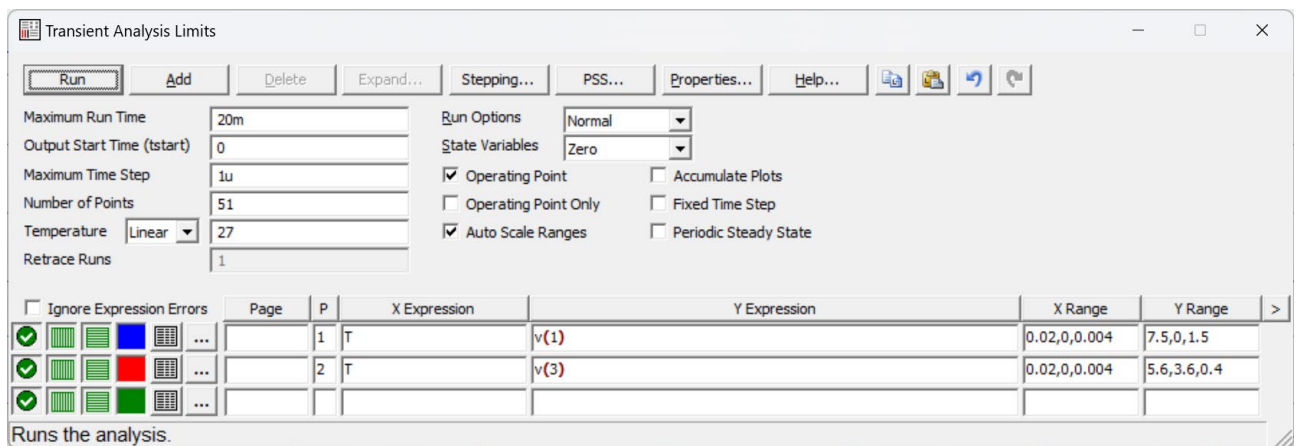 Transient Analysis Limits
Run Add Delete Expand... Stepping... PSS... Properties... Help...
Maximum Run Time 20m Run Options Normal
Output Start Time (tstart) 0 State Variables Zero
Maximum Time Step 1u Operating Point Accumulate Plots
Number of Points 51 Operating Point Only Fixed Time Step
Temperature Linear 27 Auto Scale Ranges Periodic Steady State
Retrace Runs 1
Ignore Expression Errors Page P X Expression Y Expression X Range Y Range >
... 1 T v(1) 0.02,0,0.004 7.5,0,1.5
... 2 T v(3) 0.02,0,0.004 5.6,3.6,0.4
...
Runs the analysis.